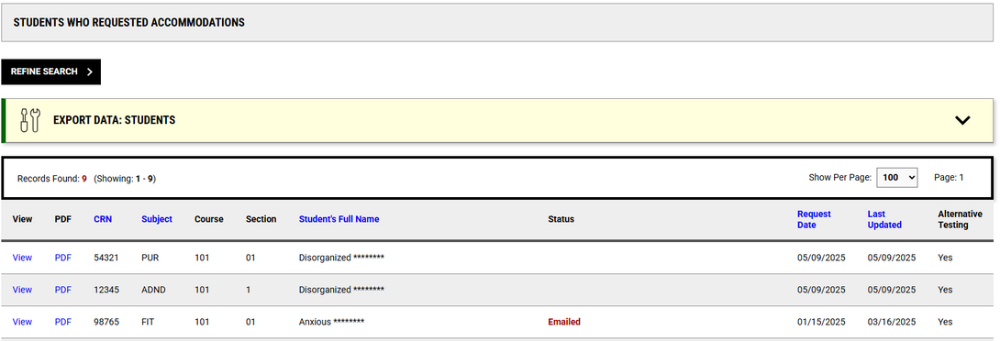 STUDENTS WHO REQUESTED ACCOMMODATIONS
REFINE SEARCH
EXPORT DATA: STUDENTS
Records Found: 9 (Showing: 1 - 9) Show Per Page: 100 Page: 1
View PDF CRN Subject Course Section Student's Full Name Status Request Date Last Updated Alternative Testing
View PDF 54321 PUR 101 01 Disorganized ******** 05/09/2025 05/09/2025 Yes
View PDF 12345 ADND 101 1 Disorganized ******** 05/09/2025 05/09/2025 Yes
View PDF 98765 FIT 101 01 Anxious ******** Emailed 01/15/2025 03/16/2025 Yes